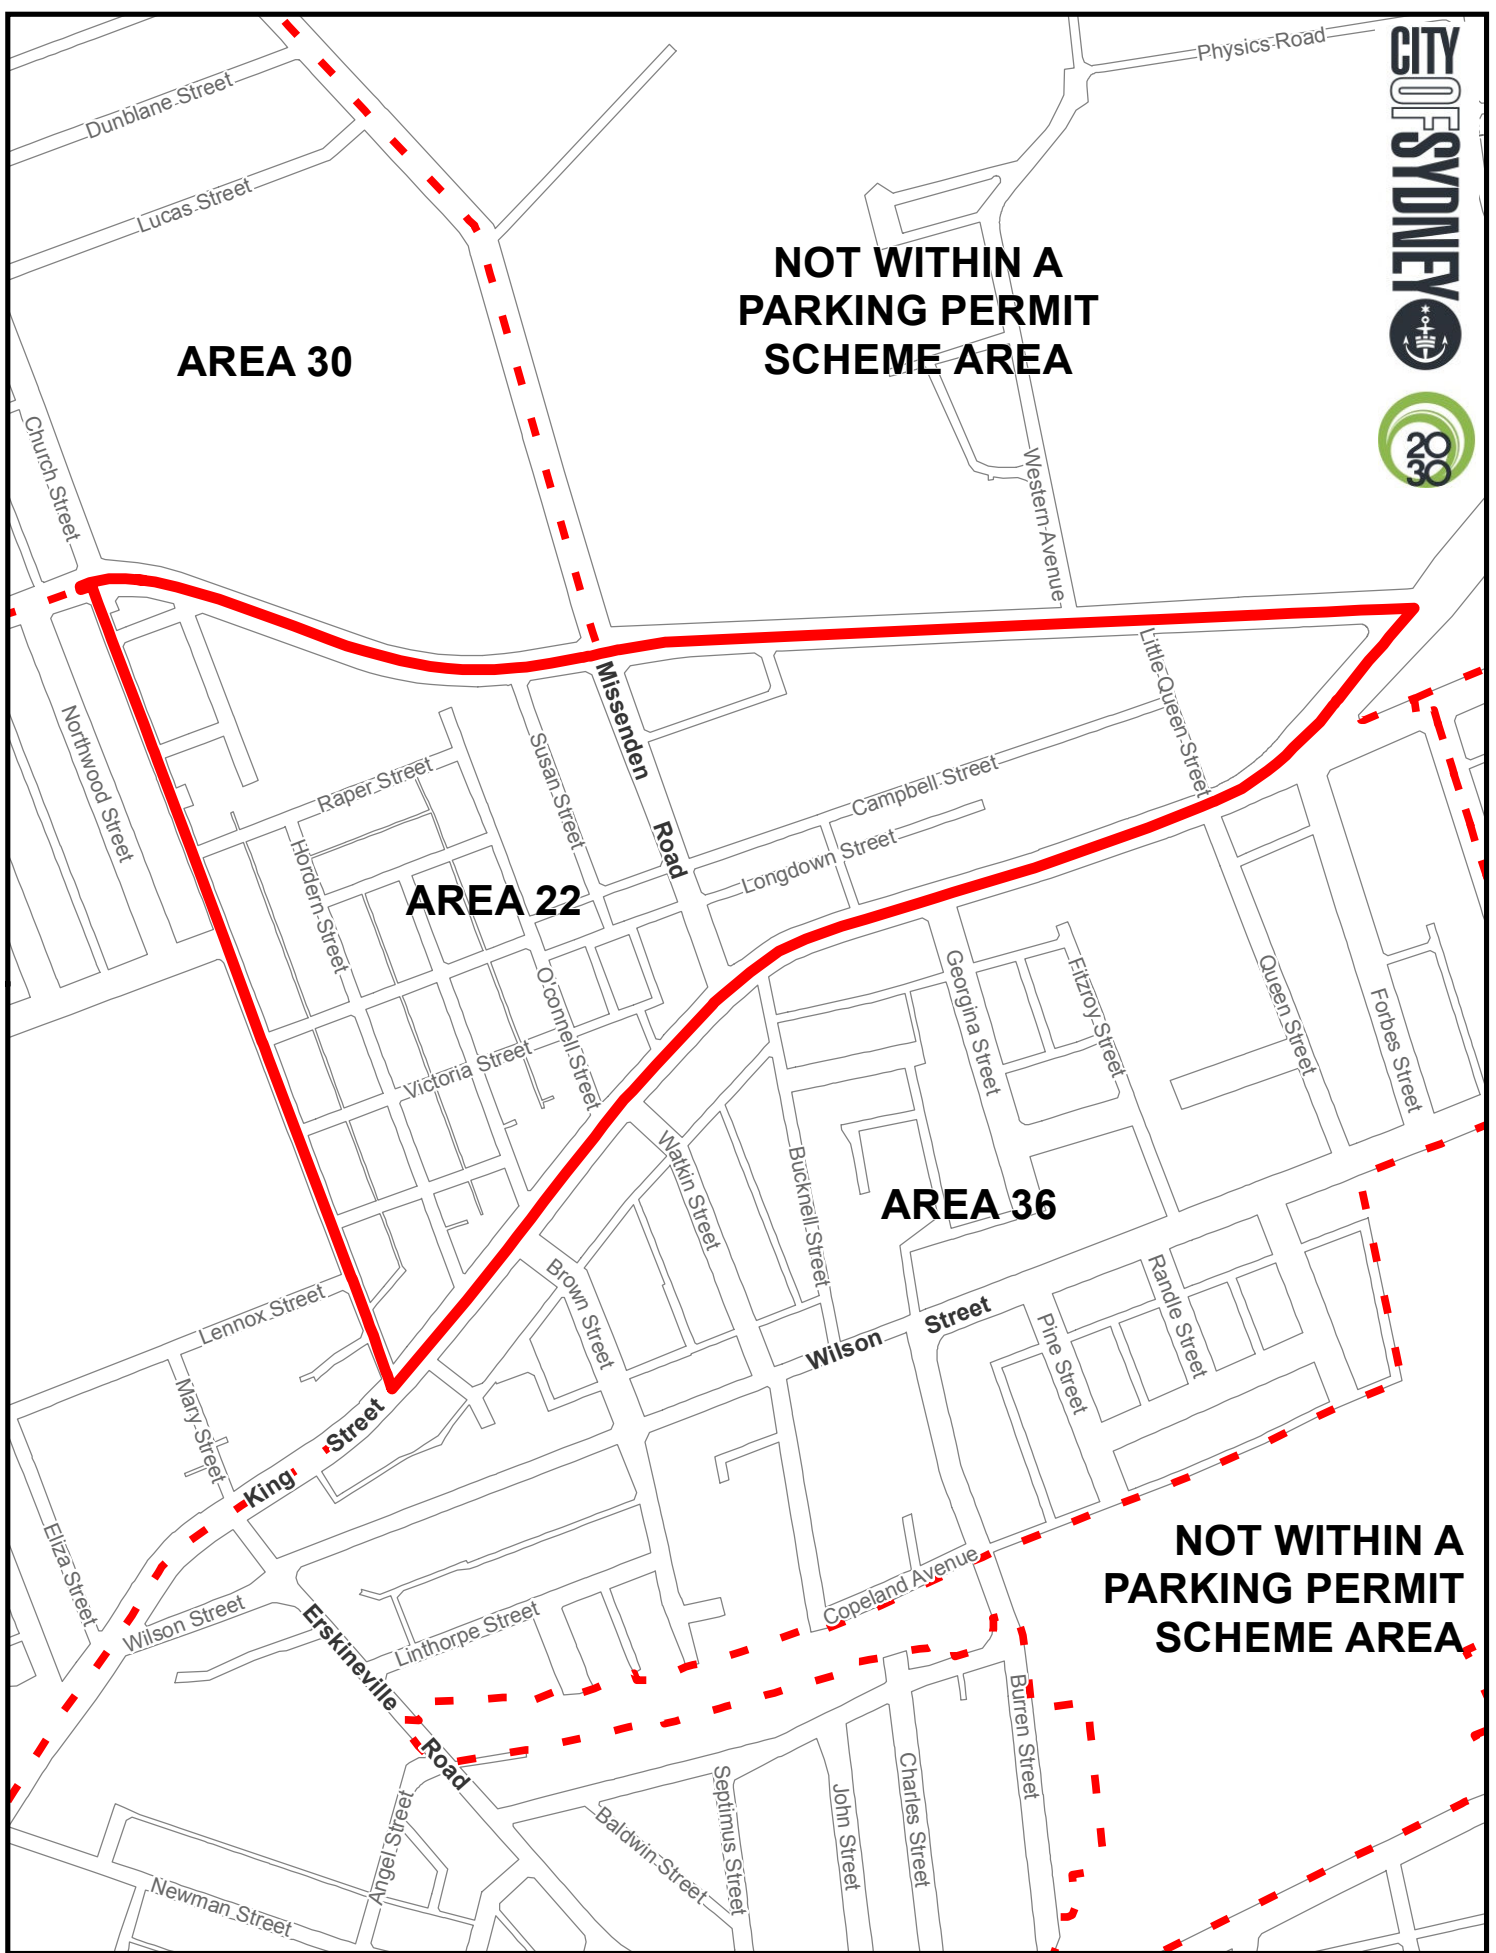 Physics Road
CITYOFSYDNEY
2030
Dunblane Street
Lucas Street
NOT WITHIN A
PARKING PERMIT
SCHEME AREA
AREA 30
Church Street
Western Avenue
Little Queen Street
Missenden
Road
Northwood Street
Susan Street
Raper Street
Campbell Street
Longdown Street
Hordern Street
AREA 22
O'connell Street
Georgina Street
Fitzroy Street
Queen Street
Forbes Street
Victoria Street
Watkin Street
Bucknell Street
AREA 36
Brown Street
Lennox Street
Wilson
Street
Randle Street
Pine Street
Mary Street
King
Street
Eliza Street
NOT WITHIN A
PARKING PERMIT
SCHEME AREA
Copeland Avenue
Wilson Street
Linthorpe Street
Erskineville
Road
Burren Street
Charles Street
John Street
Septimus Street
Baldwin Street
Angel Street
Newman Street